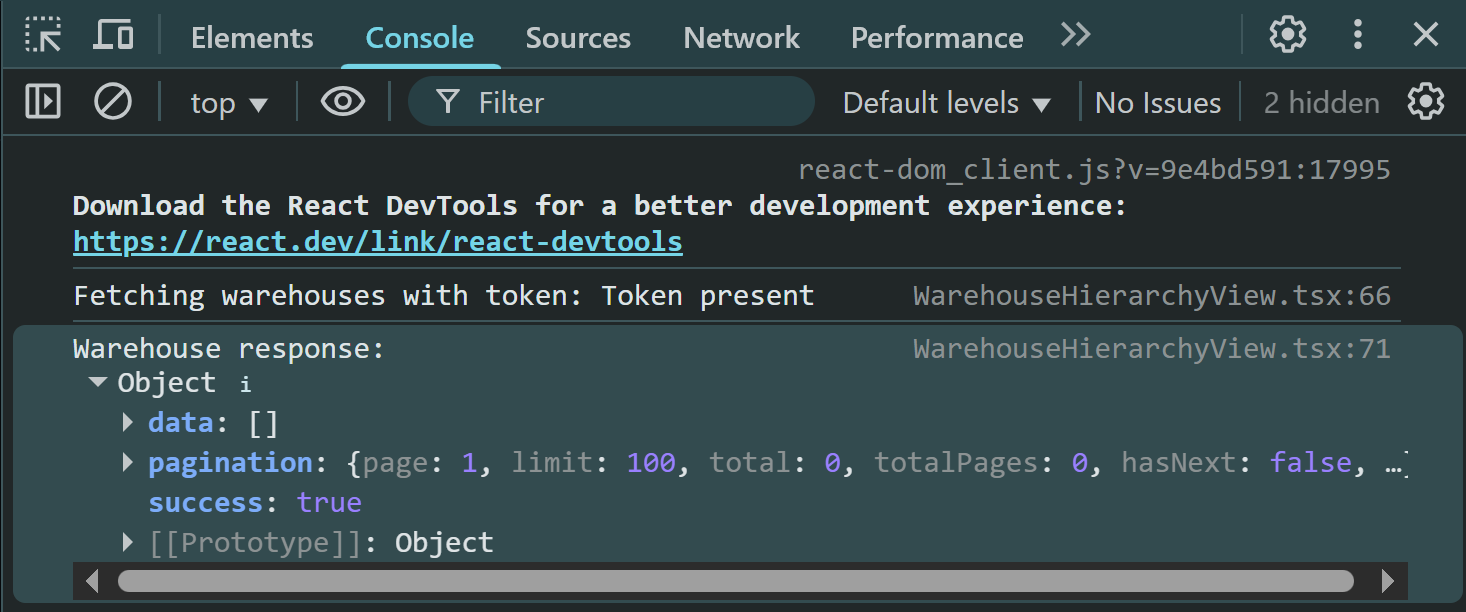 Elements Console Sources Network Performance
top Filter Default levels No Issues 2 hidden
react-dom_client.js?v=9e4bd591:17995
Download the React DevTools for a better development experience:
https://react.dev/link/react-devtools
Fetching warehouses with token: Token present WarehouseHierarchyView.tsx:66
Warehouse response: WarehouseHierarchyView.tsx:71
Object i
data: []
pagination: {page: 1, limit: 100, total: 0, totalPages: 0, hasNext: false, …}
success: true
[[Prototype]]: Object